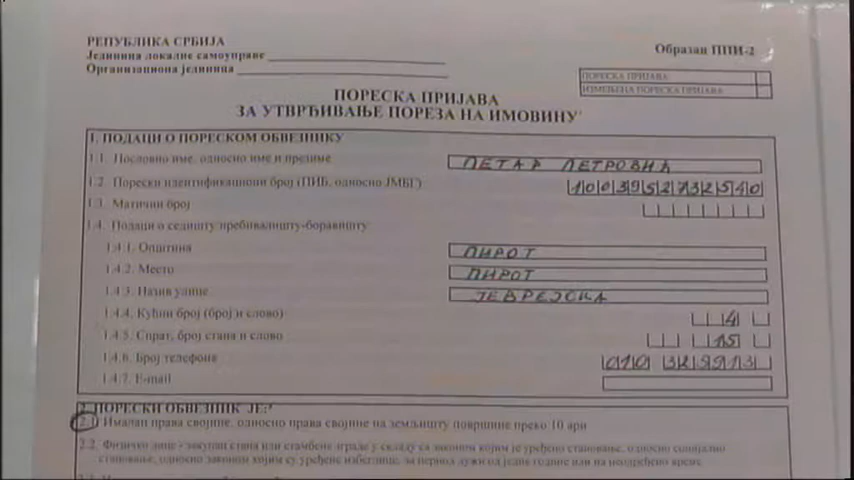 РЕПУБЛИКА СРБИЈА
Јединица локалне самоуправе
Организациона јединица
Образац ППИ-2
ПОРЕСКА ПРИЈАВА
ИЗМЕЊЕНА ПОРЕСКА ПРИЈАВА
ПОРЕСКА ПРИЈАВА
ЗА УТВРЂИВАЊЕ ПОРЕЗА НА ИМОВИНУ
1. ПОДАЦИ О ПОРЕСКОМ ОБВЕЗНИКУ
1.1. Пословно име, односно име и презиме ПЕТАР ПЕТРОВИЋ
1.2. Порески идентификациони број (ПИБ, односно ЈМБГ)
1.3. Матични број
1.4. Подаци о седишту-пребивалишту-боравишту
1.4.1. Општина ПИРОТ
1.4.2. Место ПИРОТ
1.4.3. Назив улице ЈЕВРЕЈСКА
1.4.4. Кућни број (број и слово) 4
1.4.5. Спрат, број стана и слово 15
1.4.6. Број телефона 010
1.4.7. E-mail
2. ПОРЕСКИ ОБВЕЗНИК ЈЕ:
2.1. Ималац права својине, односно права својине на земљишту површине преко 10 ари
2.2. Физичко лице - закупац стана или стамбене зграде у складу са законом којим је уређено становање, односно социјално
становање, односно законом којим су уређене избеглице, за период дужи од једне године или на неодређено време